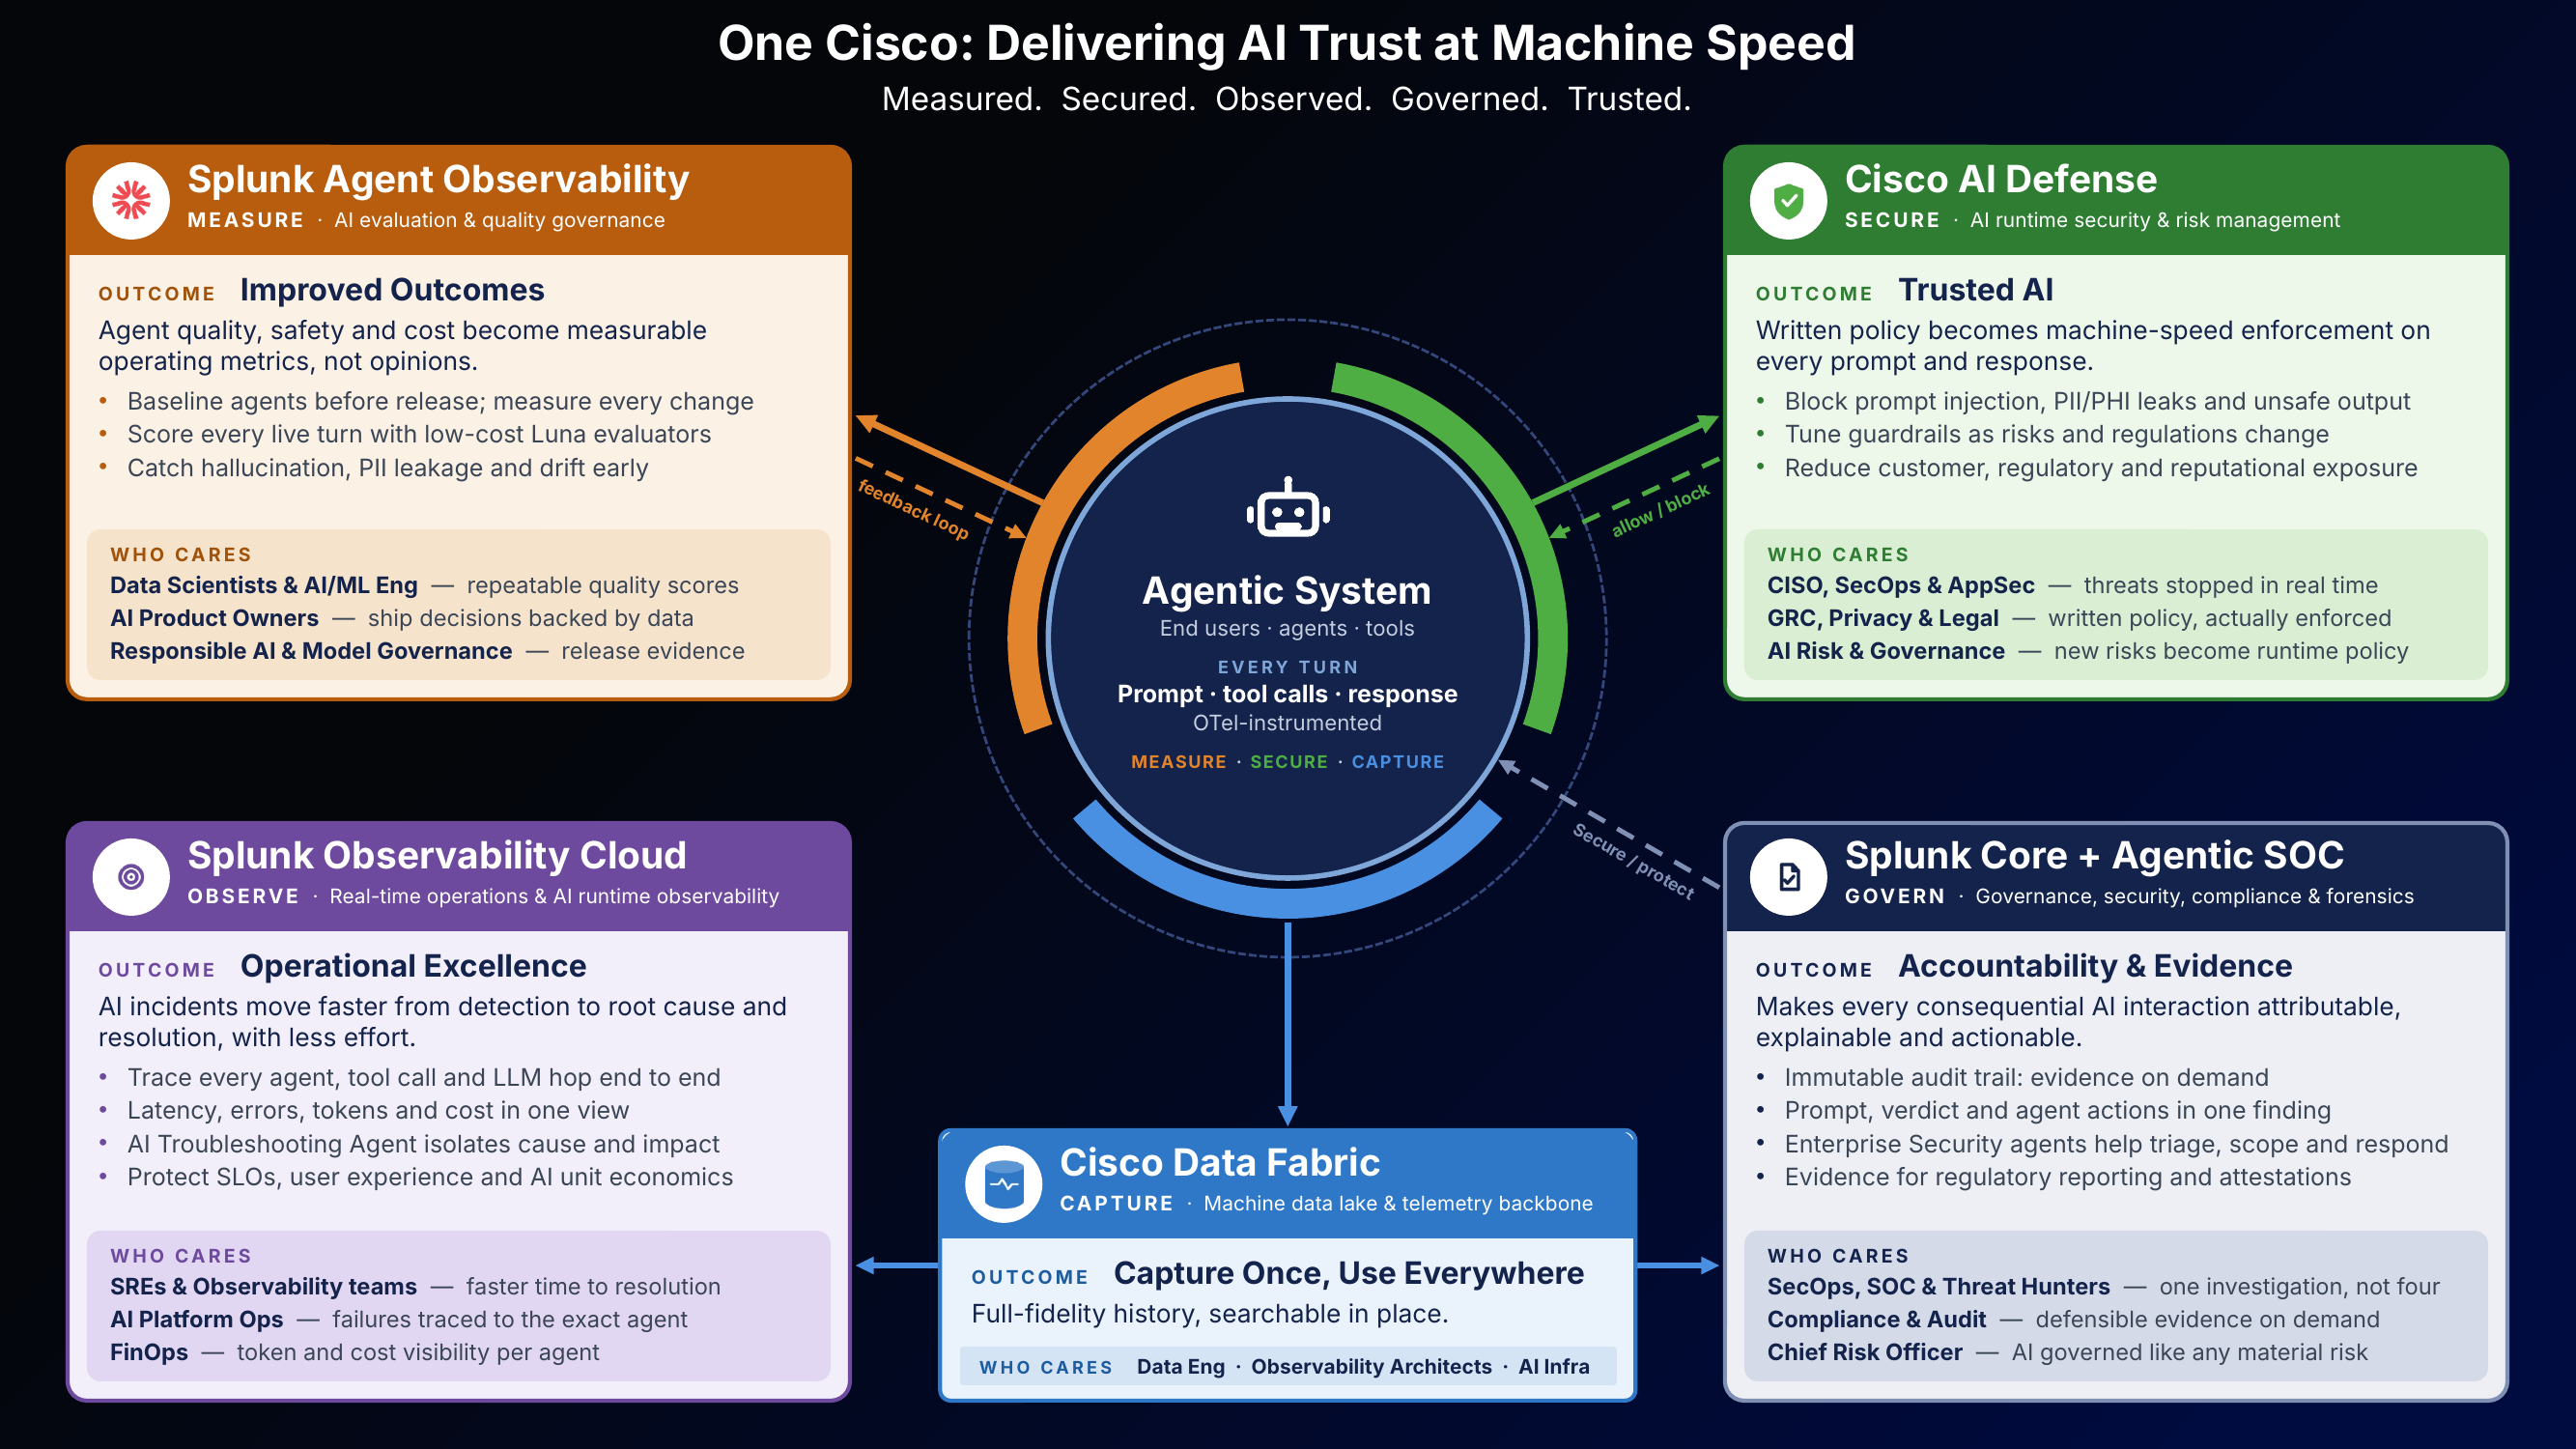 One Cisco: Delivering AI Trust at Machine Speed
Measured. Secured. Observed. Governed. Trusted.
Splunk Agent Observability
MEASURE · AI evaluation & quality governance
OUTCOME Improved Outcomes
Agent quality, safety and cost become measurable
operating metrics, not opinions.
• Baseline agents before release; measure every change
• Score every live turn with low-cost Luna evaluators
• Catch hallucination, PII leakage and drift early
WHO CARES
Data Scientists & AI/ML Eng — repeatable quality scores
AI Product Owners — ship decisions backed by data
Responsible AI & Model Governance — release evidence
feedback loop
Agentic System
End users · agents · tools
EVERY TURN
Prompt · tool calls · response
OTel-instrumented
MEASURE · SECURE · CAPTURE
allow / block
Secure / protect
Cisco AI Defense
SECURE · AI runtime security & risk management
OUTCOME Trusted AI
Written policy becomes machine-speed enforcement on
every prompt and response.
• Block prompt injection, PII/PHI leaks and unsafe output
• Tune guardrails as risks and regulations change
• Reduce customer, regulatory and reputational exposure
WHO CARES
CISO, SecOps & AppSec — threats stopped in real time
GRC, Privacy & Legal — written policy, actually enforced
AI Risk & Governance — new risks become runtime policy
Splunk Observability Cloud
OBSERVE · Real-time operations & AI runtime observability
OUTCOME Operational Excellence
AI incidents move faster from detection to root cause and
resolution, with less effort.
• Trace every agent, tool call and LLM hop end to end
• Latency, errors, tokens and cost in one view
• AI Troubleshooting Agent isolates cause and impact
• Protect SLOs, user experience and AI unit economics
WHO CARES
SREs & Observability teams — faster time to resolution
AI Platform Ops — failures traced to the exact agent
FinOps — token and cost visibility per agent
Cisco Data Fabric
CAPTURE · Machine data lake & telemetry backbone
OUTCOME Capture Once, Use Everywhere
Full-fidelity history, searchable in place.
WHO CARES Data Eng · Observability Architects · AI Infra
Splunk Core + Agentic SOC
GOVERN · Governance, security, compliance & forensics
OUTCOME Accountability & Evidence
Makes every consequential AI interaction attributable,
explainable and actionable.
• Immutable audit trail: evidence on demand
• Prompt, verdict and agent actions in one finding
• Enterprise Security agents help triage, scope and respond
• Evidence for regulatory reporting and attestations
WHO CARES
SecOps, SOC & Threat Hunters — one investigation, not four
Compliance & Audit — defensible evidence on demand
Chief Risk Officer — AI governed like any material risk